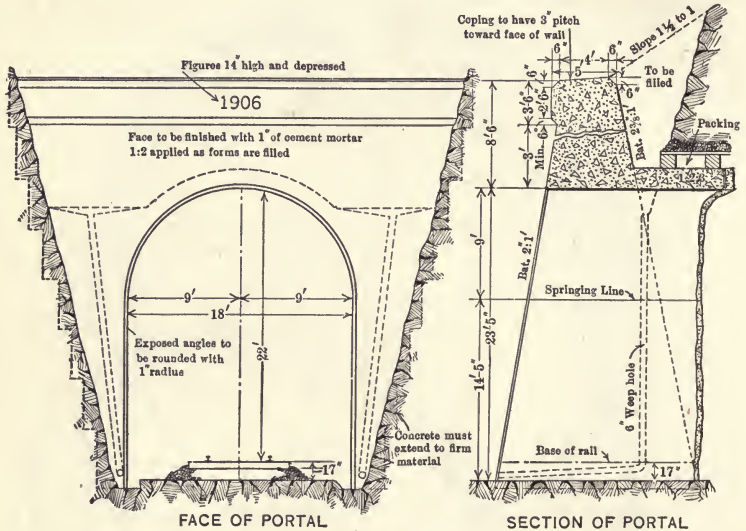 Figures 14" high and depressed
1906
Face to be finished with 1" of cement mortar
1:2 applied as forms are filled
9'
9'
18'
22'
Exposed angles to
be rounded with
1" radius
Concrete must
extend to firm
material
17"
FACE OF PORTAL
Coping to have 3" pitch
toward face of wall
6"
4'
6"
5'
Slope 1½ to 1
To be
filled
6"
6"
3'-6"
2'-6"
Min. 6"
3'
8'-6"
Bat. 2⅜":1'
Packing
9'
Bat. 2":1'
Springing Line
23'5"
14'-5"
6" Weep hole
Base of rail
17"
SECTION OF PORTAL